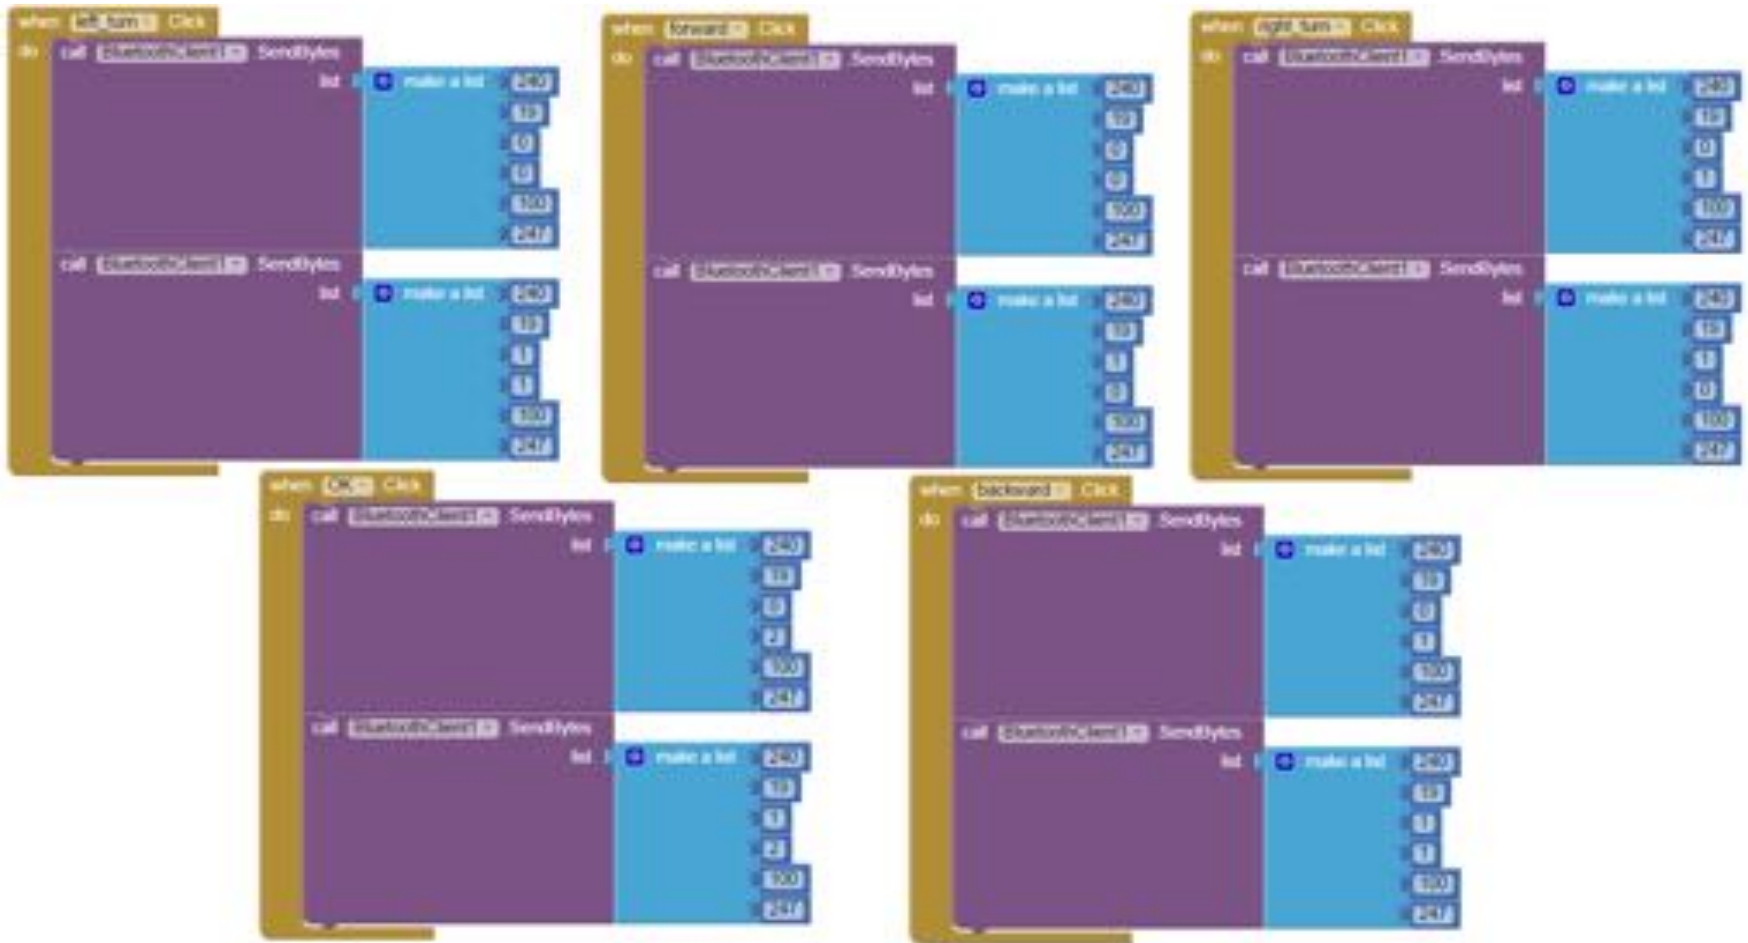 when left_turn .Click
do call BluetoothClient1 .SendBytes
list make a list 240
19
0
0
100
247
call BluetoothClient1 .SendBytes
list make a list 240
19
1
1
100
247
when forward .Click
do call BluetoothClient1 .SendBytes
list make a list 240
19
0
0
100
247
call BluetoothClient1 .SendBytes
list make a list 240
19
1
0
100
247
when right_turn .Click
do call BluetoothClient1 .SendBytes
list make a list 240
19
0
1
100
247
call BluetoothClient1 .SendBytes
list make a list 240
19
1
0
100
247
when OK .Click
do call BluetoothClient1 .SendBytes
list make a list 240
19
0
2
100
247
call BluetoothClient1 .SendBytes
list make a list 240
19
1
2
100
247
when backward .Click
do call BluetoothClient1 .SendBytes
list make a list 240
19
0
1
100
247
call BluetoothClient1 .SendBytes
list make a list 240
19
1
1
100
247